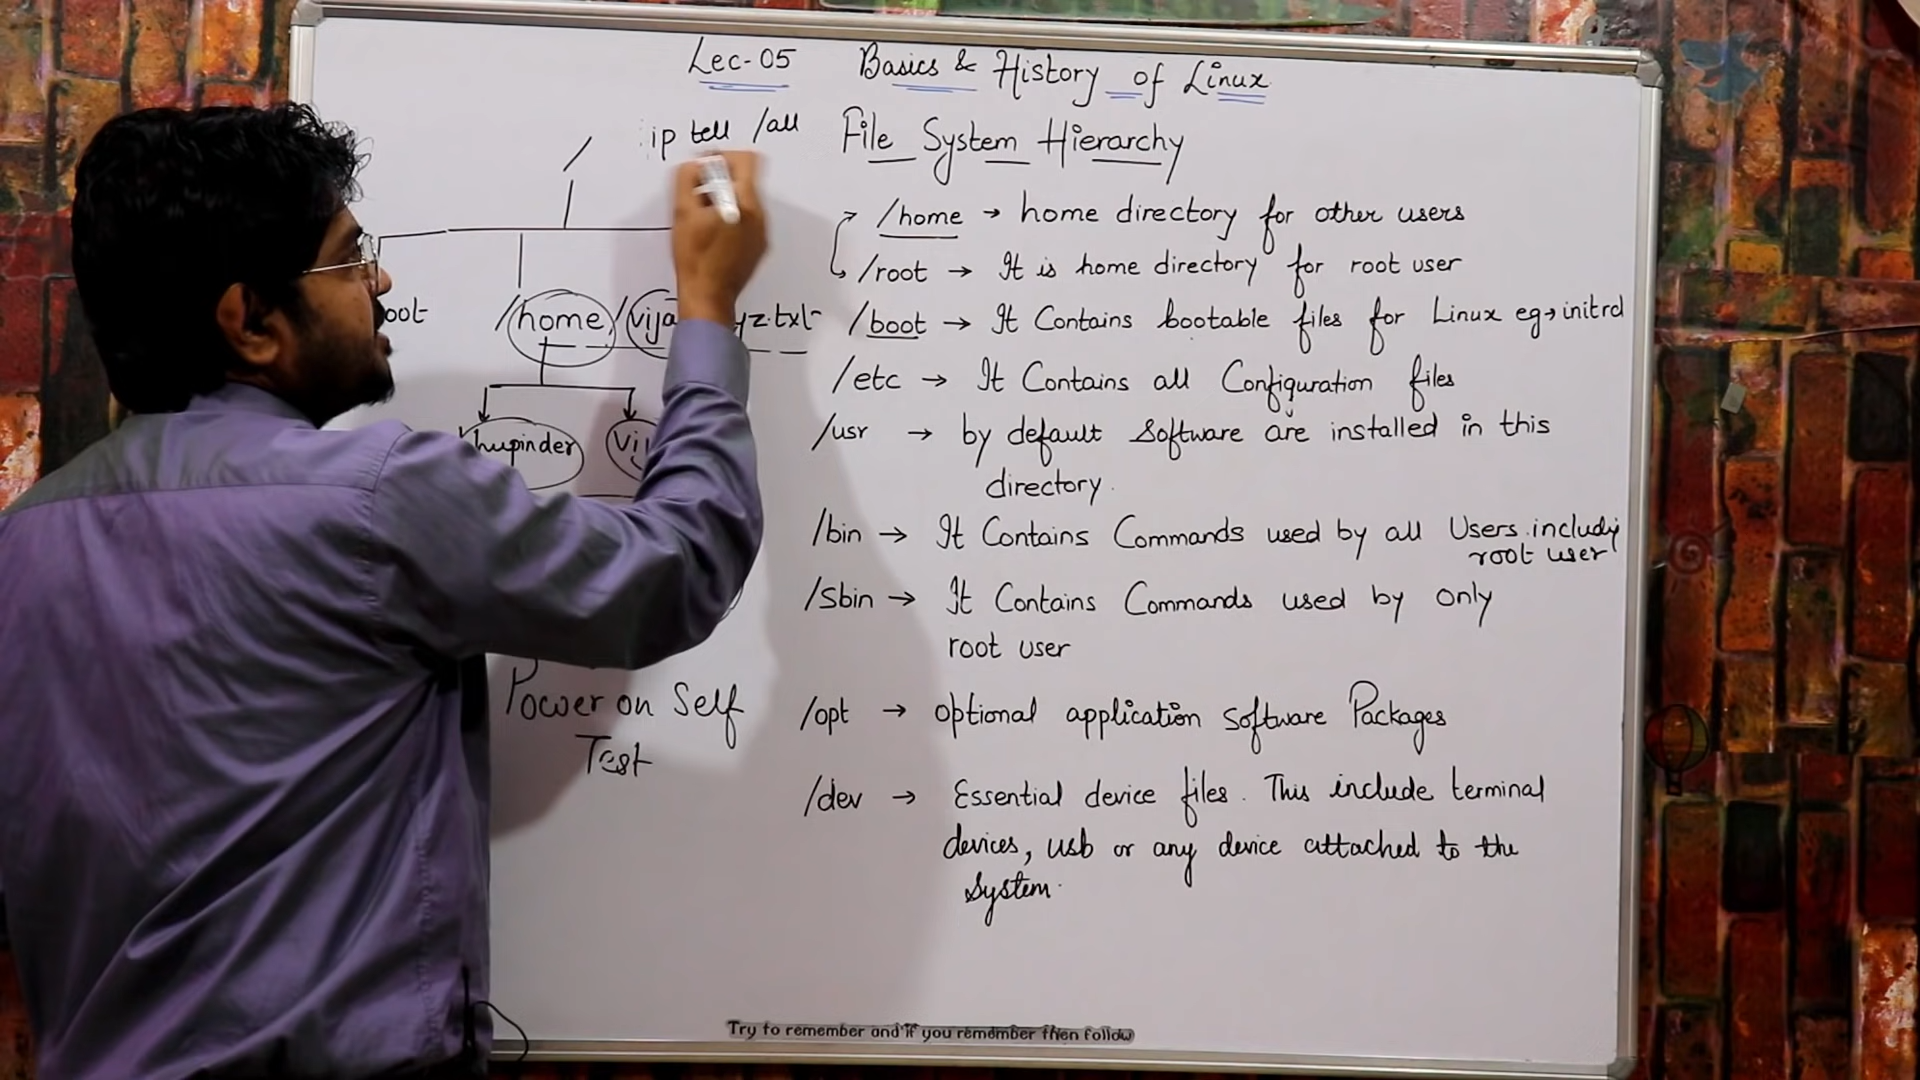 Lec-05 Basics & History of Linux
ip tell /all
File System Hierarchy
/
oot
/home/vija yz.txt
hupinder
Vi
Power on Self
Test
/home → home directory for other users
/root → It is home directory for root user
/boot → It Contains bootable files for Linux eg→ initrd
/etc → It Contains all Configuration files
/usr → by default Software are installed in this
directory.
/bin → It Contains Commands used by all Users including
root user
/Sbin → It Contains Commands used by only
root user
/opt → optional application Software Packages
/dev → Essential device files. This include terminal
devices, usb or any device attached to the
System.
Try to remember and if you remember then follow